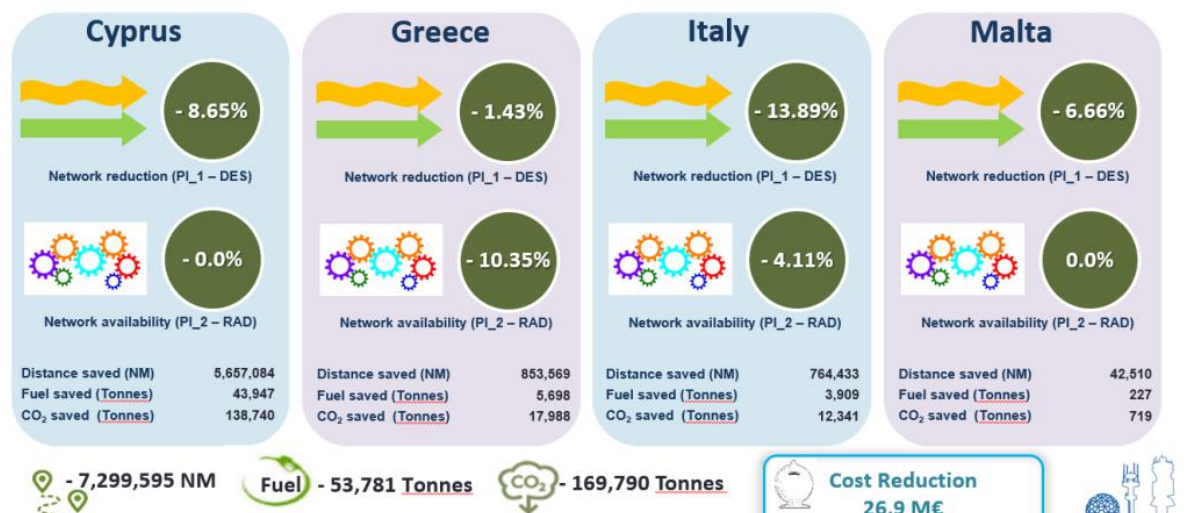 Cyprus
- 8.65%
Network reduction (PI_1 – DES)
- 0.0%
Network availability (PI_2 – RAD)
Distance saved (NM) 5,657,084
Fuel saved (Tonnes) 43,947
CO₂ saved (Tonnes) 138,740
Greece
- 1.43%
Network reduction (PI_1 – DES)
- 10.35%
Network availability (PI_2 – RAD)
Distance saved (NM) 853,569
Fuel saved (Tonnes) 5,698
CO₂ saved (Tonnes) 17,988
Italy
- 13.89%
Network reduction (PI_1 – DES)
- 4.11%
Network availability (PI_2 – RAD)
Distance saved (NM) 764,433
Fuel saved (Tonnes) 3,909
CO₂ saved (Tonnes) 12,341
Malta
- 6.66%
Network reduction (PI_1 – DES)
0.0%
Network availability (PI_2 – RAD)
Distance saved (NM) 42,510
Fuel saved (Tonnes) 227
CO₂ saved (Tonnes) 719
- 7,299,595 NM
Fuel - 53,781 Tonnes
CO₂ - 169,790 Tonnes
Cost Reduction
26.9 M€